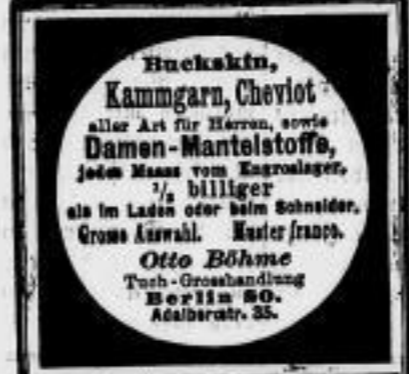 Buckskin,
Kammgarn, Cheviot
aller Art für Herren, sowie
Damen-Mantelstoffe,
jedes Maass vom Engroslager,
1/3 billiger
als im Laden oder beim Schneider.
Grosse Auswahl. Muster franco.
Otto Böhme
Tuch-Grosshandlung
Berlin SO.
Adalbertstr. 35.